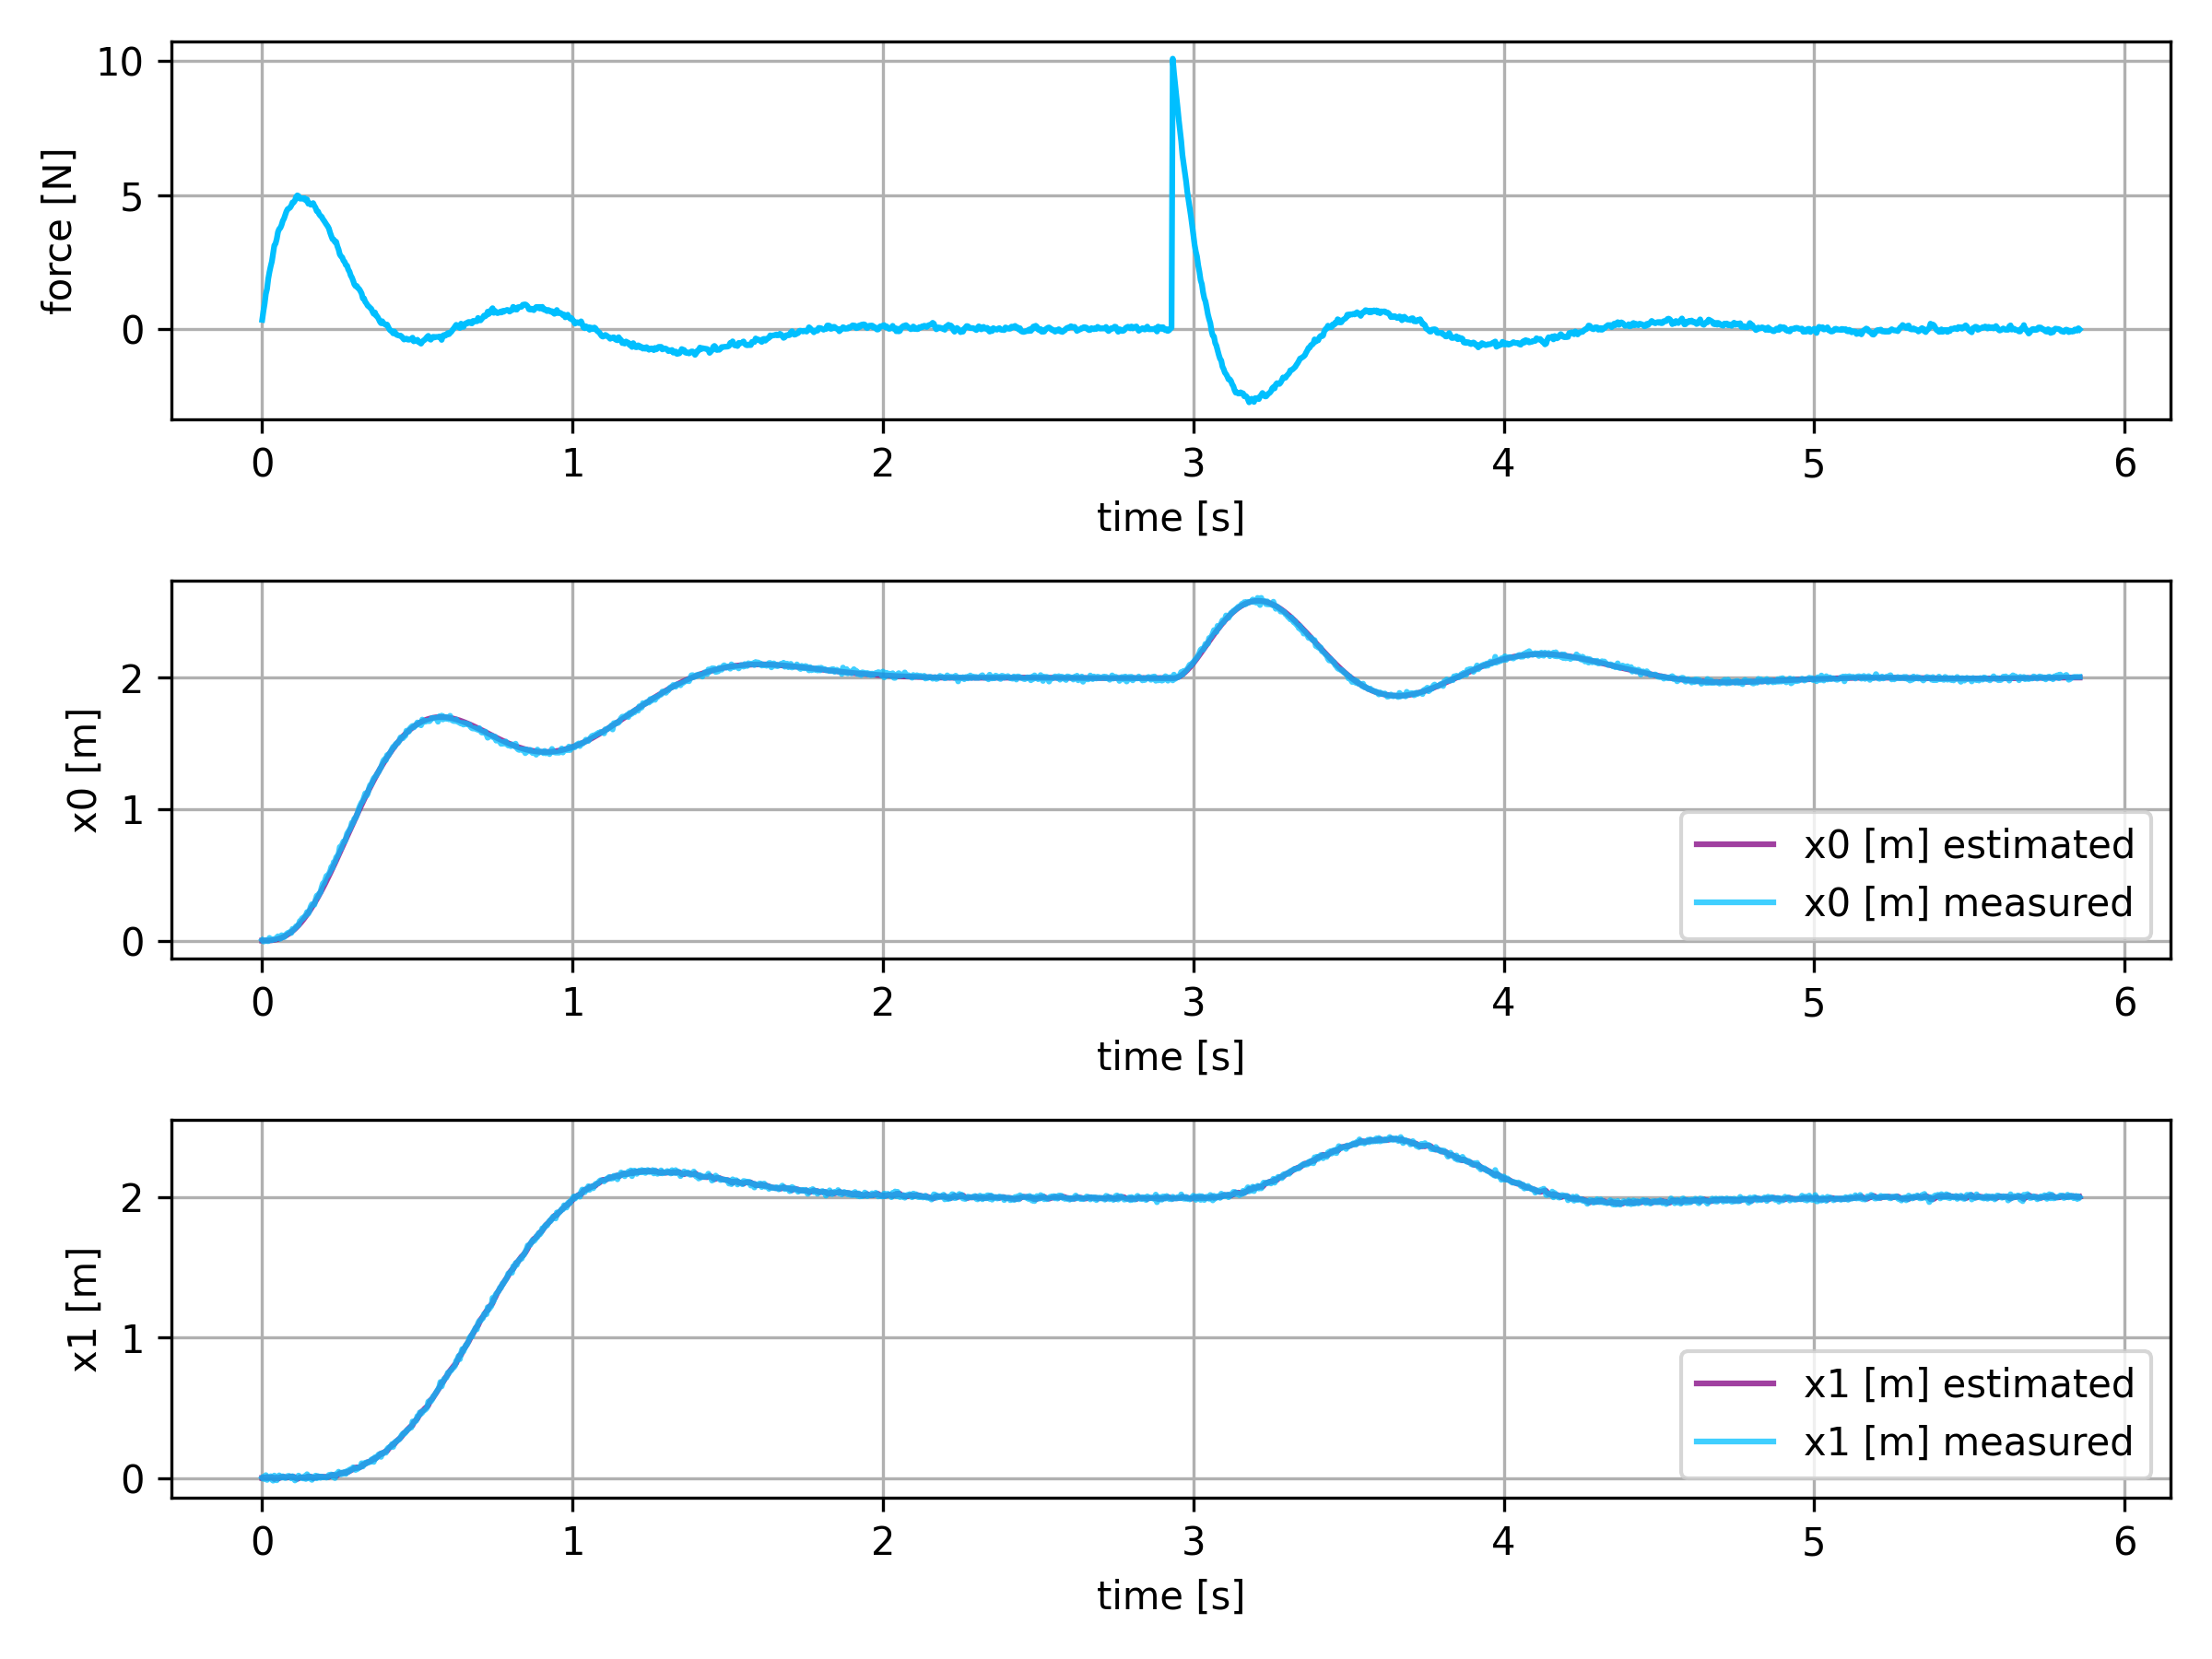 force [N]
10
5
0
0 1 2 3 4 5 6
time [s]
x0 [m]
2
1
0
x0 [m] estimated
x0 [m] measured
0 1 2 3 4 5 6
time [s]
x1 [m]
2
1
0
x1 [m] estimated
x1 [m] measured
0 1 2 3 4 5 6
time [s]